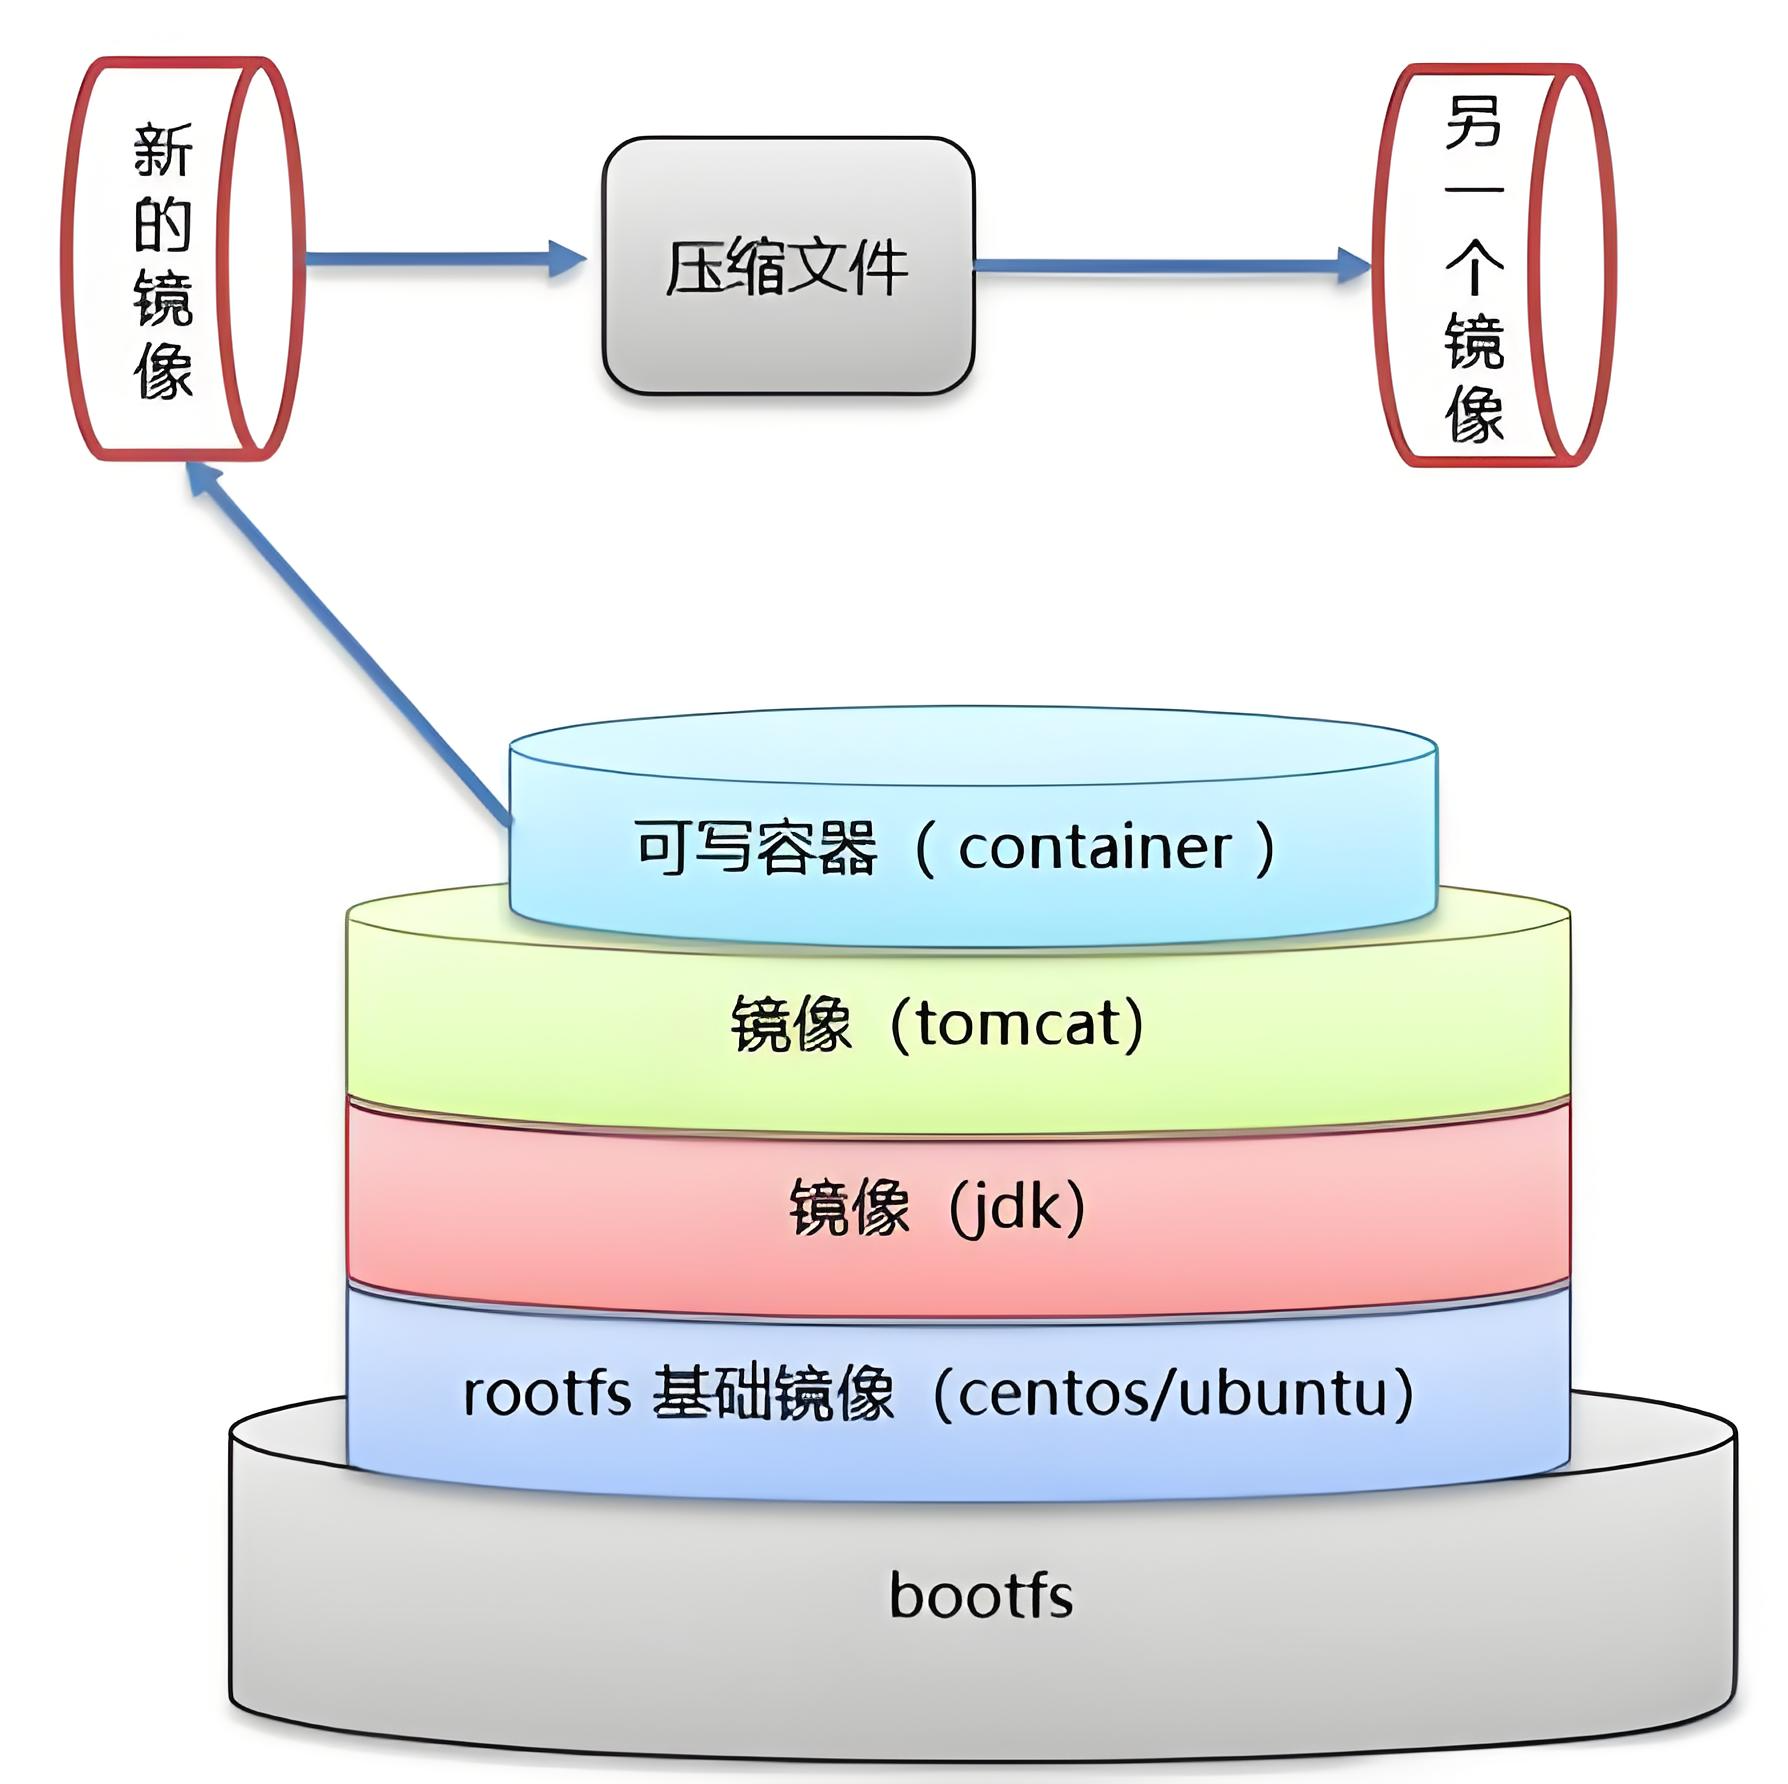 新的镜像
压缩文件
另一个镜像
可写容器（ container ）
镜像（tomcat）
镜像（jdk）
rootfs 基础镜像（centos/ubuntu）
bootfs